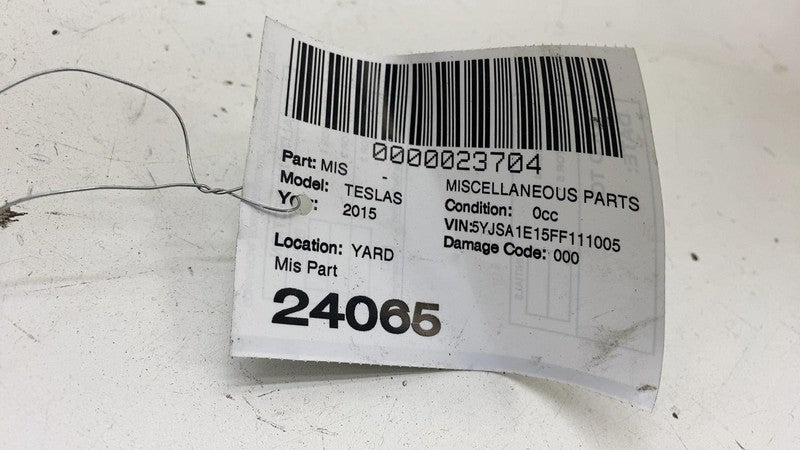 0000023704
Part: MIS - MISCELLANEOUS PARTS
Model: TESLAS Condition: 0cc
2015 VIN:5YJSA1E15FF111005
Location: YARD Damage Code: 000
Mis Part
24065